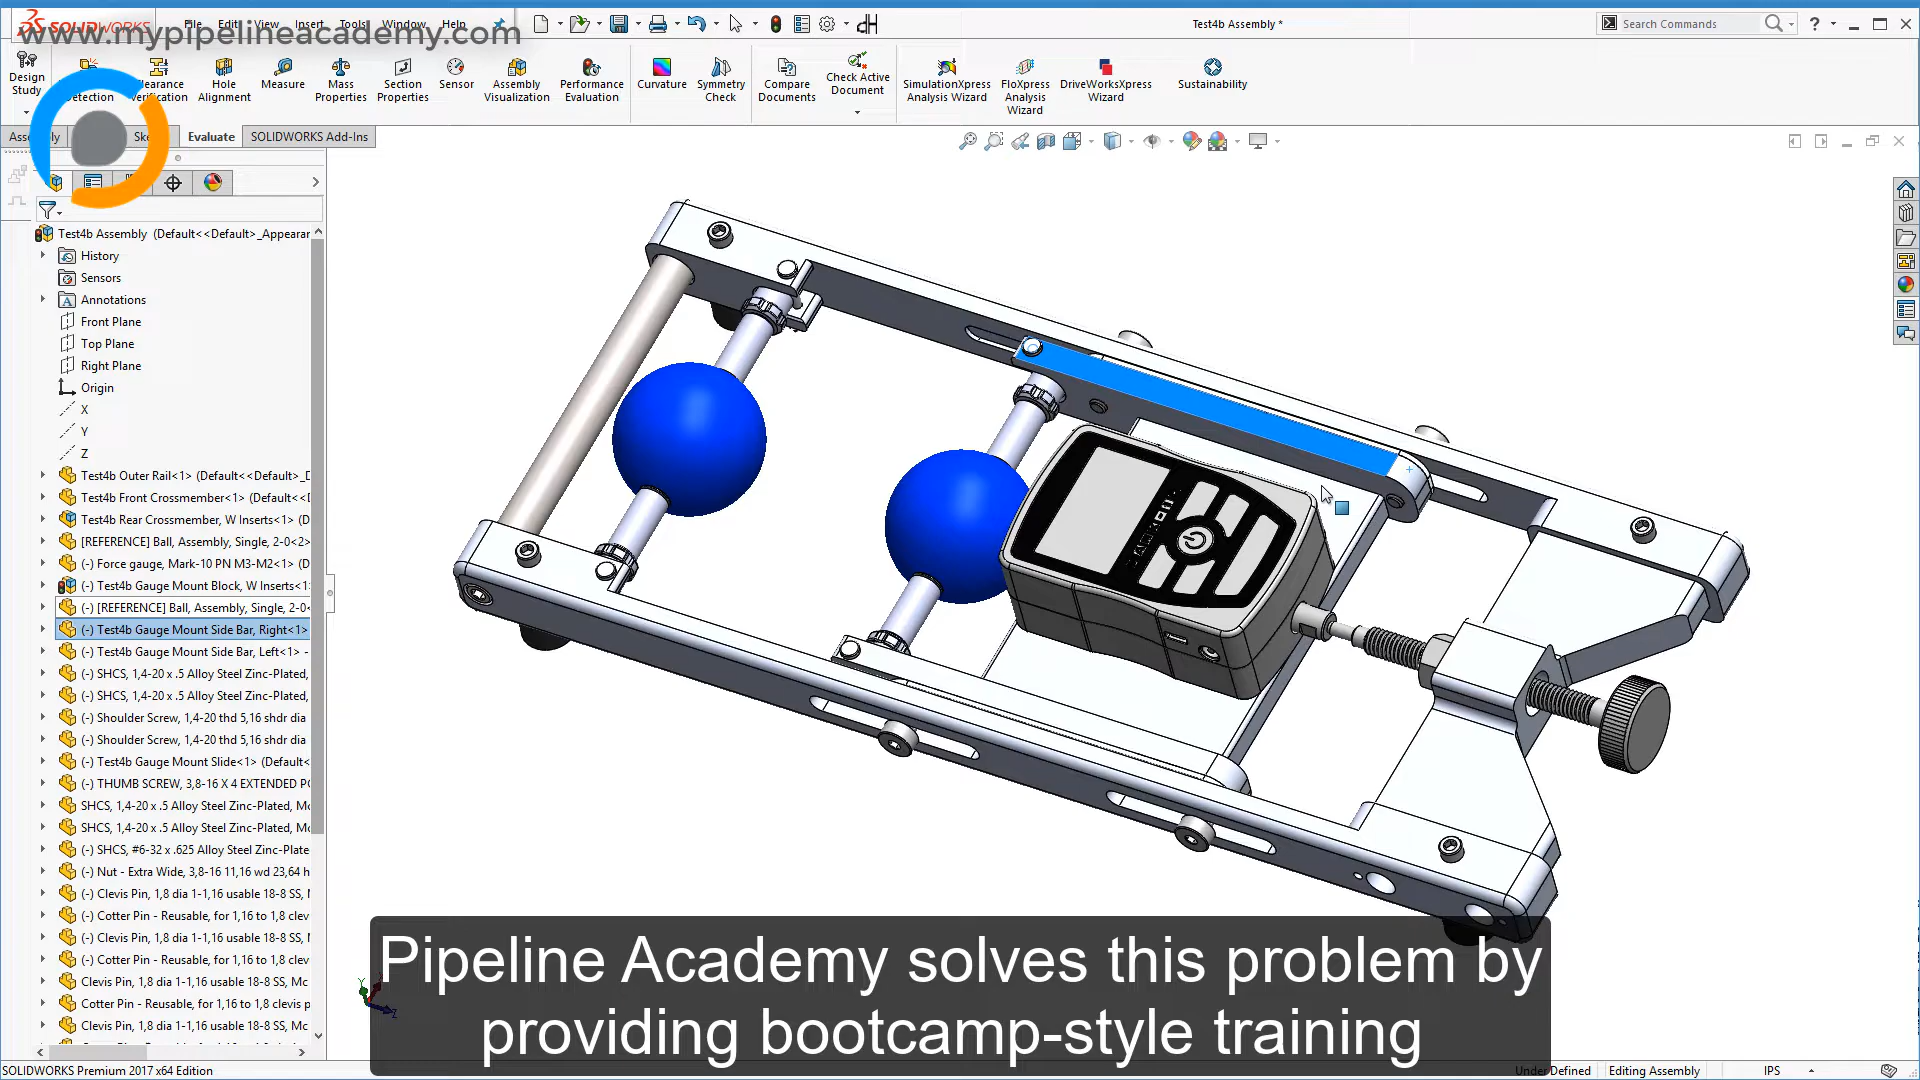 SOLIDWORKS
File Edit View Insert Tools Window Help
Test4b Assembly *
Search Commands
www.mypipelineacademy.com
Design Study
Detection
Clearance Verification
Hole Alignment
Measure
Mass Properties
Section Properties
Sensor
Assembly Visualization
Performance Evaluation
Curvature
Symmetry Check
Compare Documents
Check Active Document
SimulationXpress Analysis Wizard
FloXpress Analysis Wizard
DriveWorksXpress Wizard
Sustainability
Evaluate
SOLIDWORKS Add-Ins
Test4b Assembly (Default<<Default>_Appearar
History
Sensors
Annotations
Front Plane
Top Plane
Right Plane
Origin
X
Y
Z
Test4b Outer Rail<1> (Default<<Default>_D
Test4b Front Crossmember<1> (Default<<D
Test4b Rear Crossmember, W Inserts<1> (D
[REFERENCE] Ball, Assembly, Single, 2-0<2>
(-) Force gauge, Mark-10 PN M3-M2<1> (D
(-) Test4b Gauge Mount Block, W Inserts<1>
(-) [REFERENCE] Ball, Assembly, Single, 2-0<
(-) Test4b Gauge Mount Side Bar, Right<1>
(-) Test4b Gauge Mount Side Bar, Left<1> -
(-) SHCS, 1,4-20 x .5 Alloy Steel Zinc-Plated,
(-) SHCS, 1,4-20 x .5 Alloy Steel Zinc-Plated,
(-) Shoulder Screw, 1,4-20 thd 5,16 shdr dia
(-) Shoulder Screw, 1,4-20 thd 5,16 shdr dia
(-) Test4b Gauge Mount Slide<1> (Default<
(-) THUMB SCREW, 3,8-16 X 4 EXTENDED PO
SHCS, 1,4-20 x .5 Alloy Steel Zinc-Plated, Mc
SHCS, 1,4-20 x .5 Alloy Steel Zinc-Plated, Mc
(-) SHCS, #6-32 x .625 Alloy Steel Zinc-Plate
(-) Nut - Extra Wide, 3,8-16 11,16 wd 23,64 h
(-) Clevis Pin, 1,8 dia 1-1,16 usable 18-8 SS, M
(-) Cotter Pin - Reusable, for 1,16 to 1,8 clev
(-) Clevis Pin, 1,8 dia 1-1,16 usable 18-8 SS, M
(-) Cotter Pin - Reusable, for 1,16 to 1,8 clev
Clevis Pin, 1,8 dia 1-1,16 usable 18-8 SS, Mc
Cotter Pin - Reusable, for 1,16 to 1,8 clevis p
Clevis Pin, 1,8 dia 1-1,16 usable 18-8 SS, Mc
Pipeline Academy solves this problem by
providing bootcamp-style training
SOLIDWORKS Premium 2017 x64 Edition
Under Defined
Editing Assembly
IPS